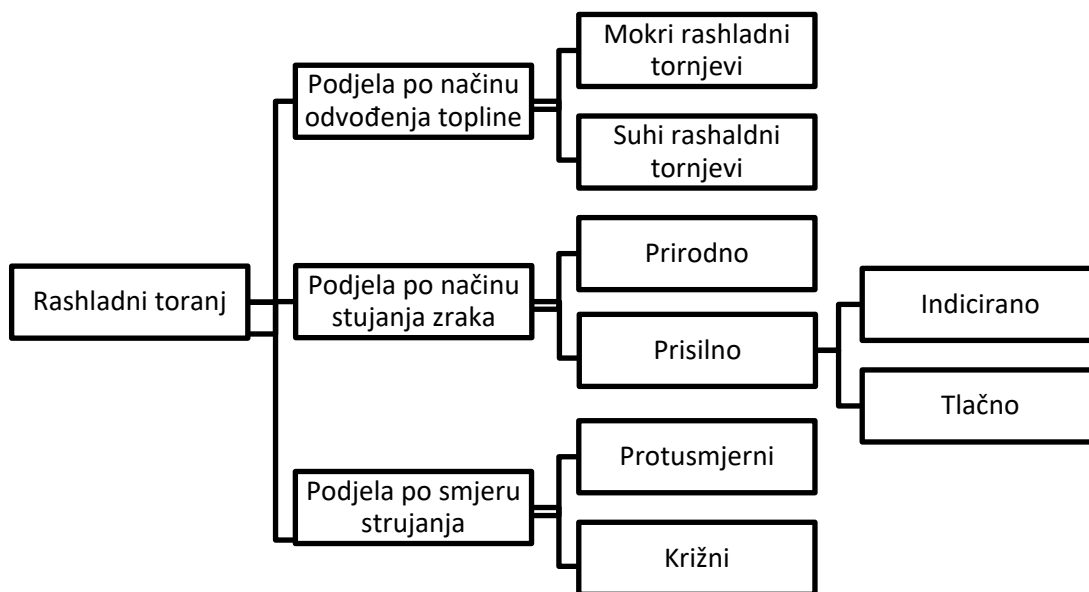 Mokri rashladni
tornjevi
Podjela po načinu
odvođenja topline
Suhi rashaldni
tornjevi
Prirodno
Rashladni toranj
Podjela po načinu
stujanja zraka
Indicirano
Prisilno
Tlačno
Protusmjerni
Podjela po smjeru
strujanja
Križni